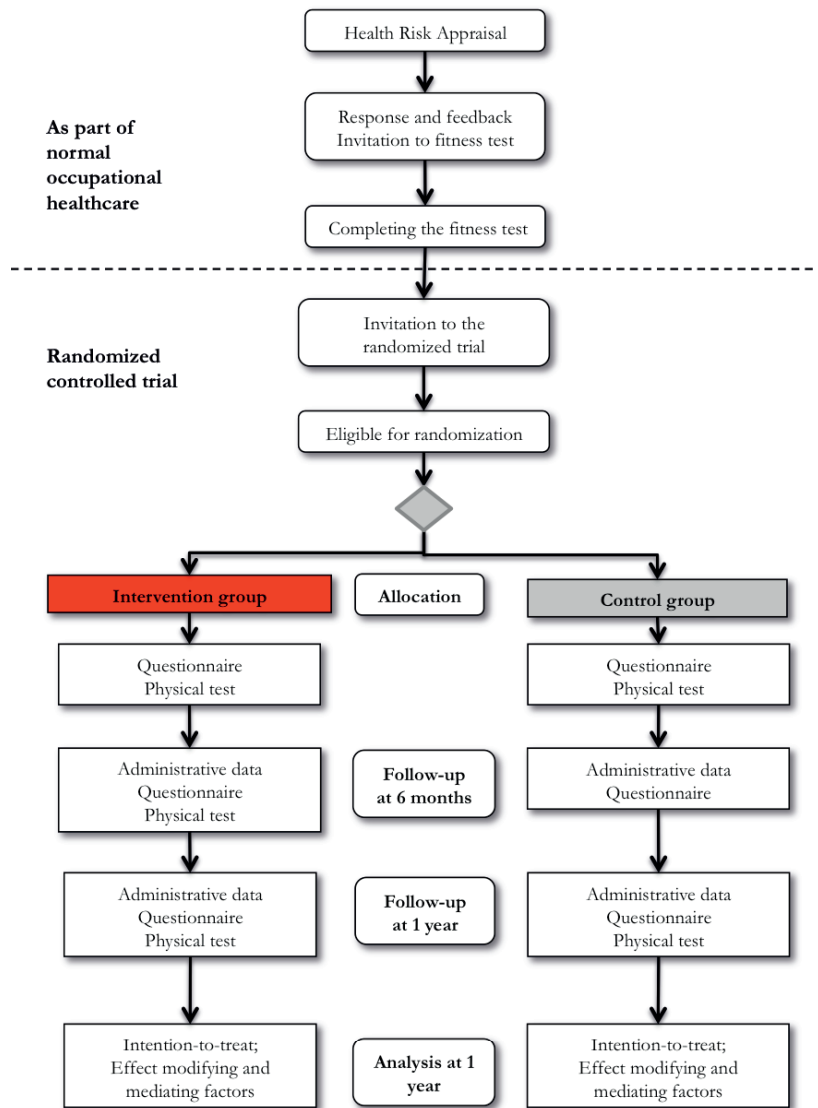 Health Risk Appraisal
As part of
normal
occupational
healthcare
Response and feedback
Invitation to fitness test
Completing the fitness test
Randomized
controlled trial
Invitation to the
randomized trial
Eligible for randomization
Intervention group
Allocation
Control group
Questionnaire
Physical test
Questionnaire
Physical test
Administrative data
Questionnaire
Physical test
Follow-up
at 6 months
Administrative data
Questionnaire
Administrative data
Questionnaire
Physical test
Follow-up
at 1 year
Administrative data
Questionnaire
Physical test
Intention-to-treat;
Effect modifying and
mediating factors
Analysis at 1
year
Intention-to-treat;
Effect modifying and
mediating factors